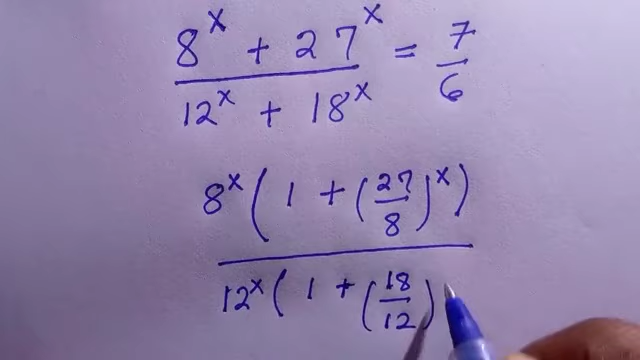 8^x + 27^x = 7
12^x + 18^x 6
8^x ( 1 + (27/8)^x )
12^x ( 1 + (18/12)